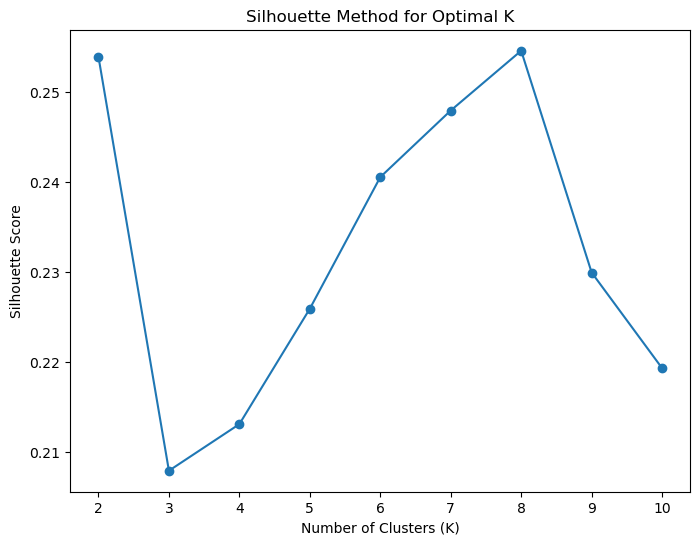 Silhouette Method for Optimal K
Silhouette Score
0.25
0.24
0.23
0.22
0.21
2 3 4 5 6 7 8 9 10
Number of Clusters (K)